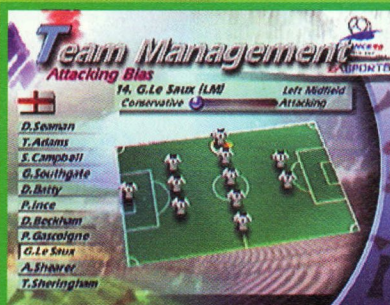 Team Management
Attacking Bias
14. G.Le Saux (LM) Left Midfield
Conservative Attacking
D.Seaman
T.Adams
S.Campbell
G.Southgate
D.Batty
P.Ince
D.Beckham
P.Gascoigne
G.Le Saux
A.Shearer
T.Sheringham